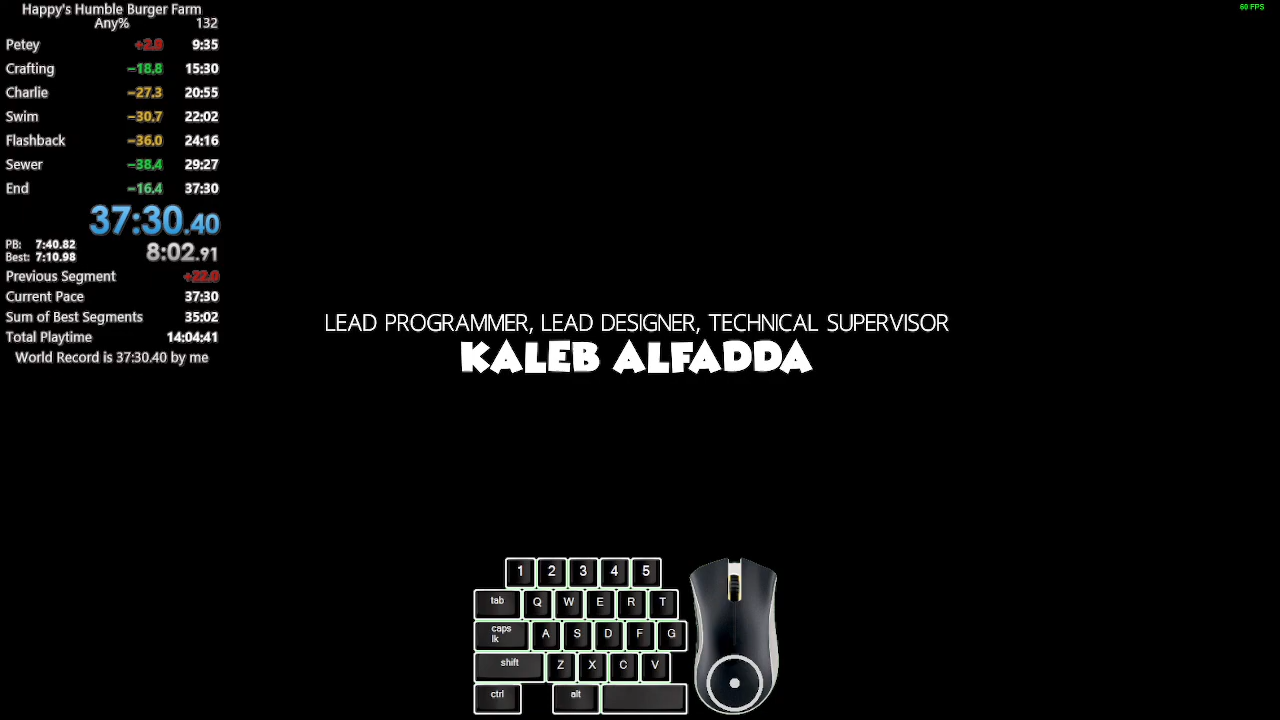 Happy's Humble Burger Farm
Any% 132
Petey +2.9 9:35
Crafting −18.8 15:30
Charlie −27.3 20:55
Swim −30.7 22:02
Flashback −36.0 24:16
Sewer −38.4 29:27
End −16.4 37:30
37:30.40
PB: 7:40.82
Best: 7:10.98
8:02.91
Previous Segment +22.0
Current Pace 37:30
Sum of Best Segments 35:02
Total Playtime 14:04:41
World Record is 37:30.40 by me
60 FPS
LEAD PROGRAMMER, LEAD DESIGNER, TECHNICAL SUPERVISOR
KALEB ALFADDA
1 2 3 4 5
tab Q W E R T
caps lk A S D F G
shift Z X C V
ctrl alt